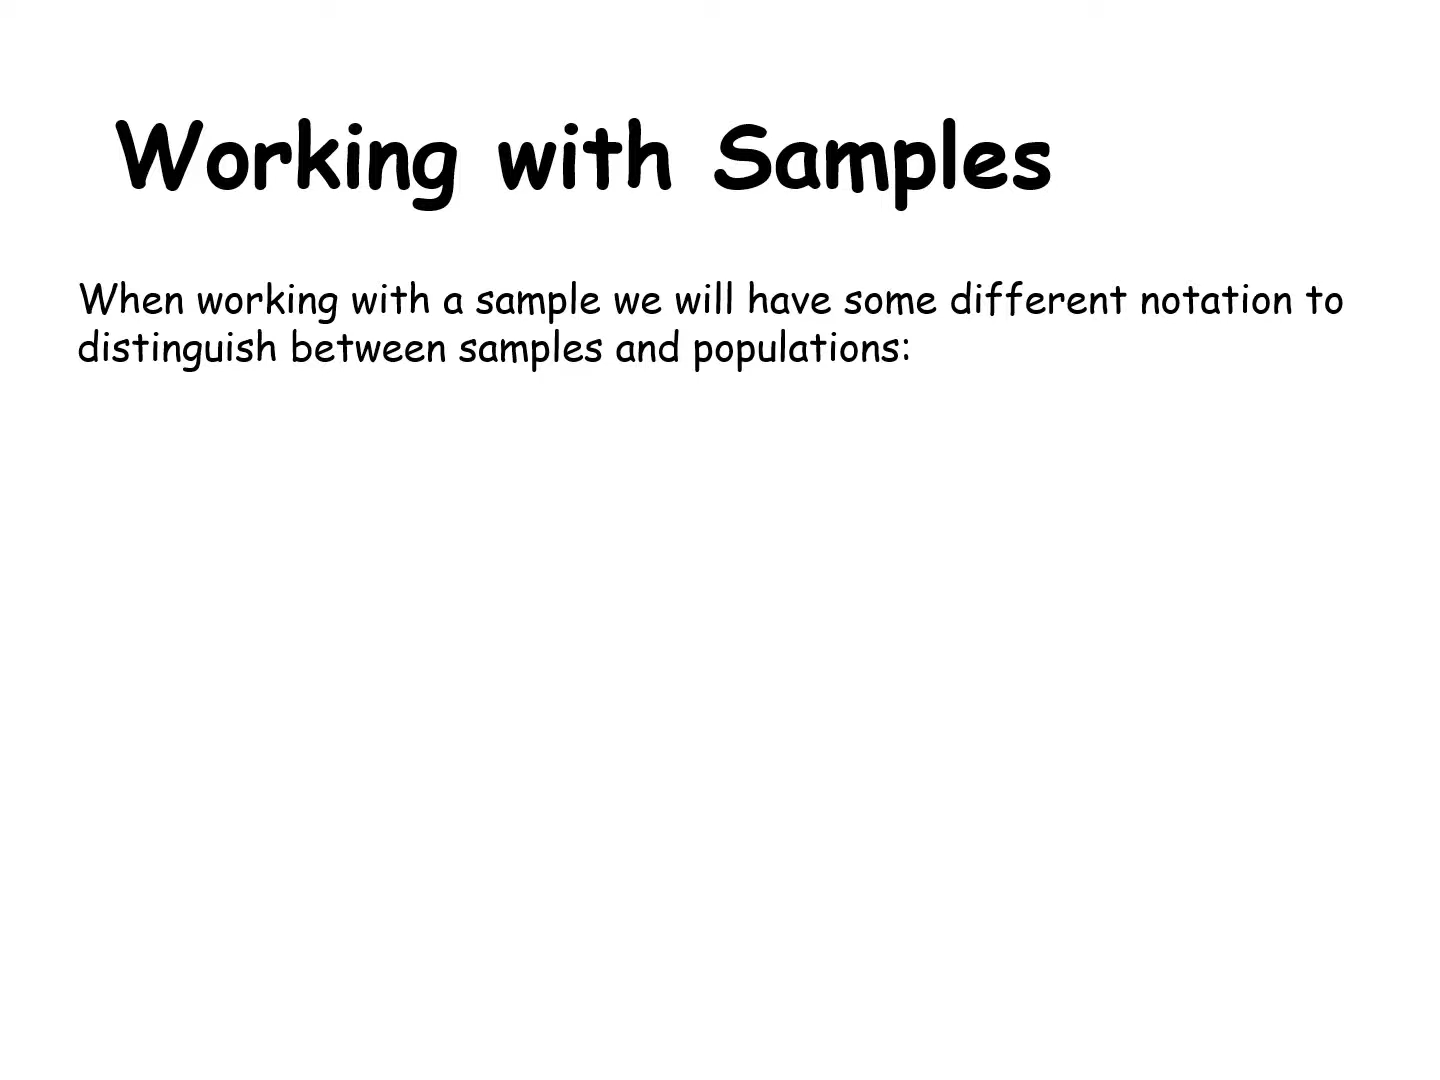 Working with Samples
When working with a sample we will have some different notation to
distinguish between samples and populations: